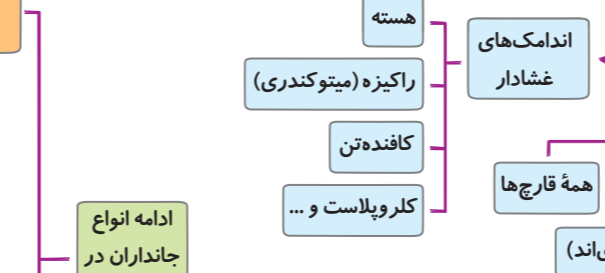 اندامک‌های
غشادار
هسته
راکیزه (میتوکندری)
کافنده‌تن
کلروپلاست و ...
همهٔ قارچ‌ها
ادامه انواع
جانداران در